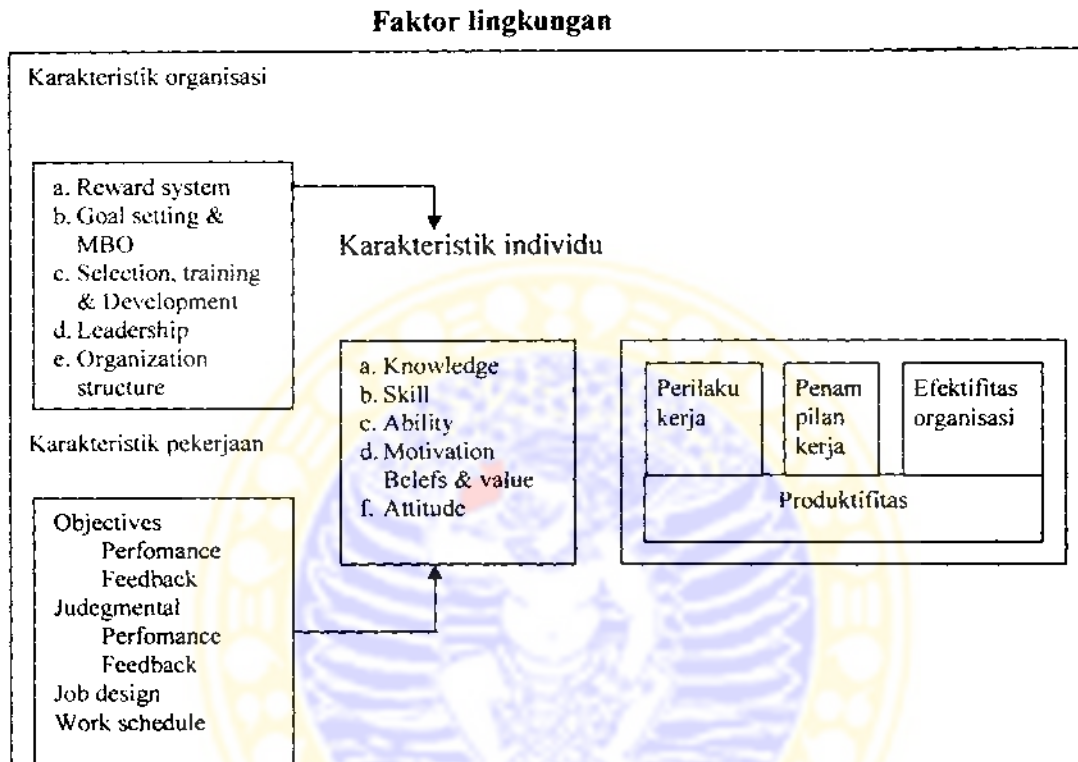 Faktor lingkungan
Karakteristik organisasi
a. Reward system
b. Goal setting &
MBO
c. Selection, training
& Development
d. Leadership
e. Organization
structure
Karakteristik individu
a. Knowledge
b. Skill
c. Ability
d. Motivation
Belefs & value
f. Attitude
Perilaku
kerja
Penam
pilan
kerja
Efektifitas
organisasi
Produktifitas
Karakteristik pekerjaan
Objectives
Perfomance
Feedback
Judegmental
Perfomance
Feedback
Job design
Work schedule